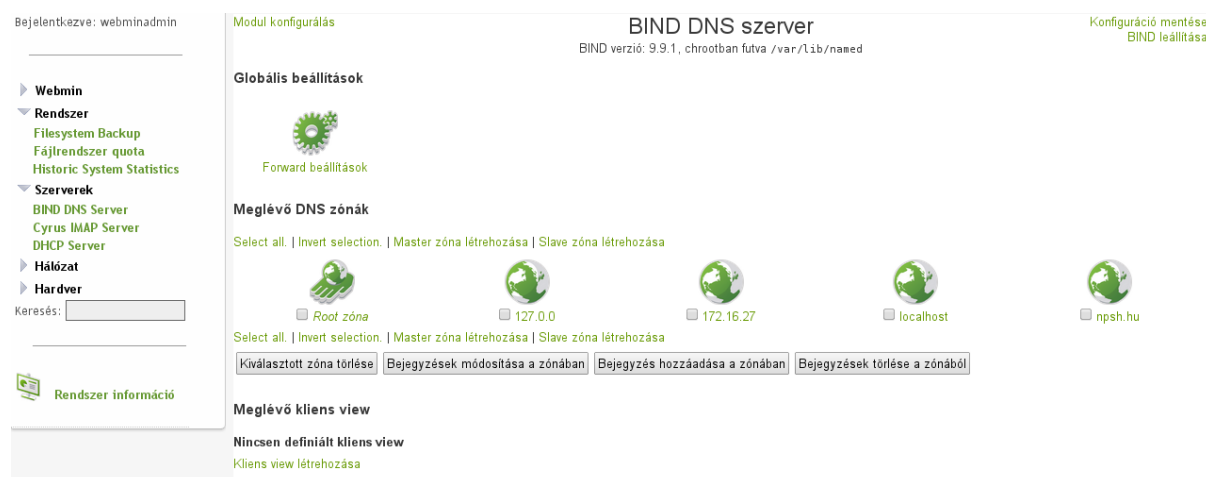 Bejelentkezve: webminadmin
Webmin
Rendszer
Filesystem Backup
Fájlrendszer quota
Historic System Statistics
Szerverek
BIND DNS Server
Cyrus IMAP Server
DHCP Server
Hálózat
Hardver
Keresés:
Rendszer információ
Modul konfigurálás
BIND DNS szerver
BIND verzió: 9.9.1, chrootban futva /var/lib/named
Konfiguráció mentése
BIND leállítása
Globális beállítások
Forward beállítások
Meglévő DNS zónák
Select all. | Invert selection. | Master zóna létrehozása | Slave zóna létrehozása
Root zóna 127.0.0 172.16.27 localhost npsh.hu
Select all. | Invert selection. | Master zóna létrehozása | Slave zóna létrehozása
Kiválasztott zóna törlése Bejegyzések módosítása a zónában Bejegyzés hozzáadása a zónában Bejegyzések törlése a zónából
Meglévő kliens view
Nincsen definiált kliens view
Kliens view létrehozása